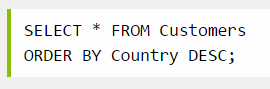 SELECT * FROM Customers
ORDER BY Country DESC;